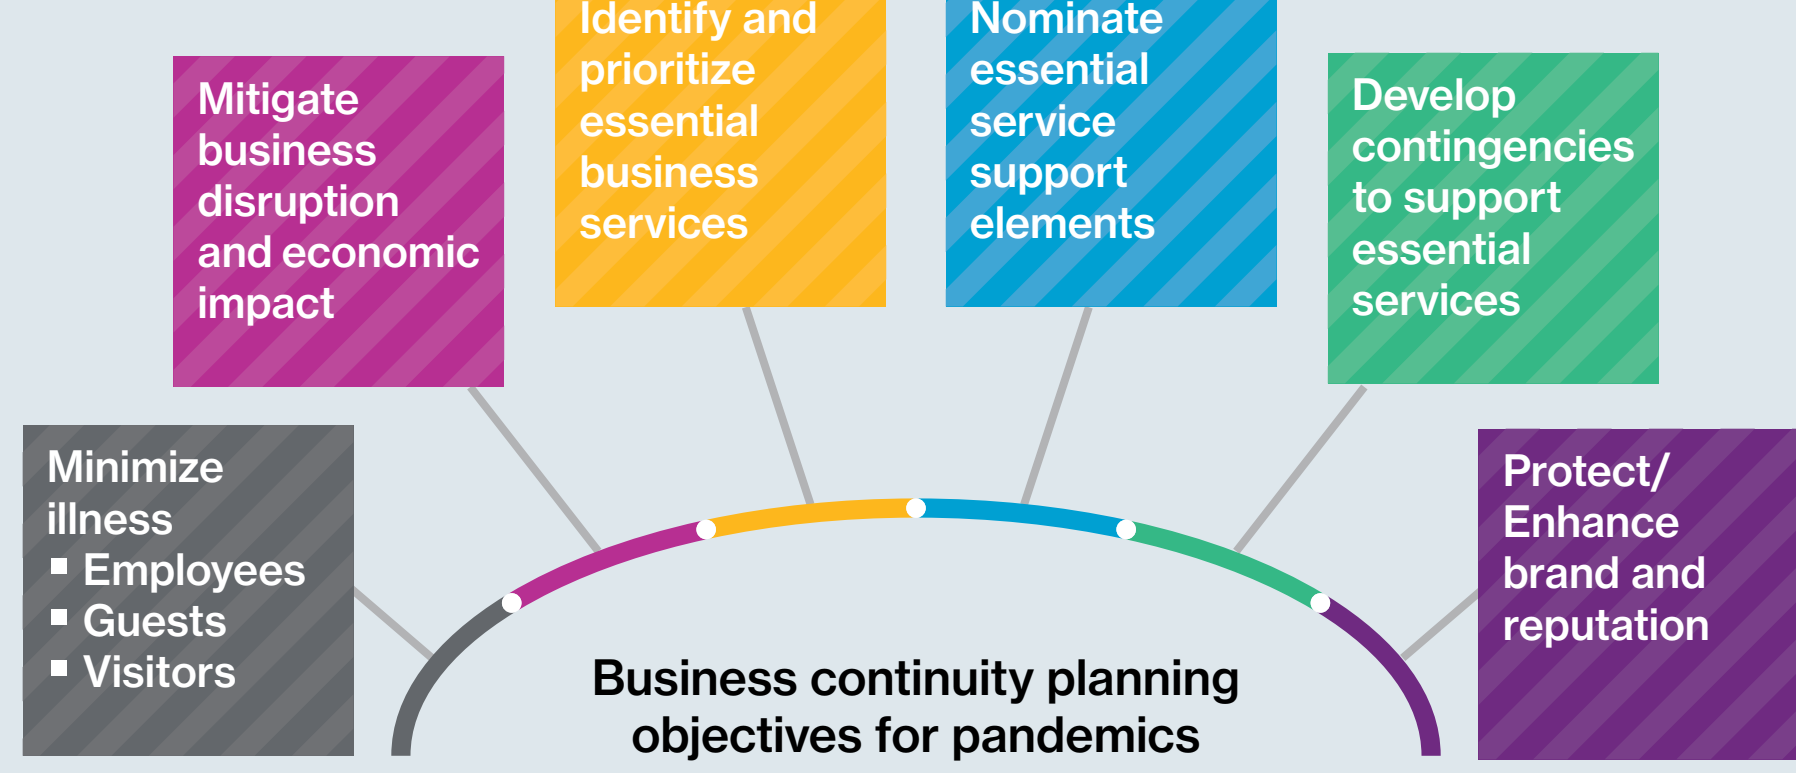 Minimize
illness
▪ Employees
▪ Guests
▪ Visitors
Mitigate
business
disruption
and economic
impact
Identify and
prioritize
essential
business
services
Nominate
essential
service
support
elements
Develop
contingencies
to support
essential
services
Protect/
Enhance
brand and
reputation
Business continuity planning
objectives for pandemics